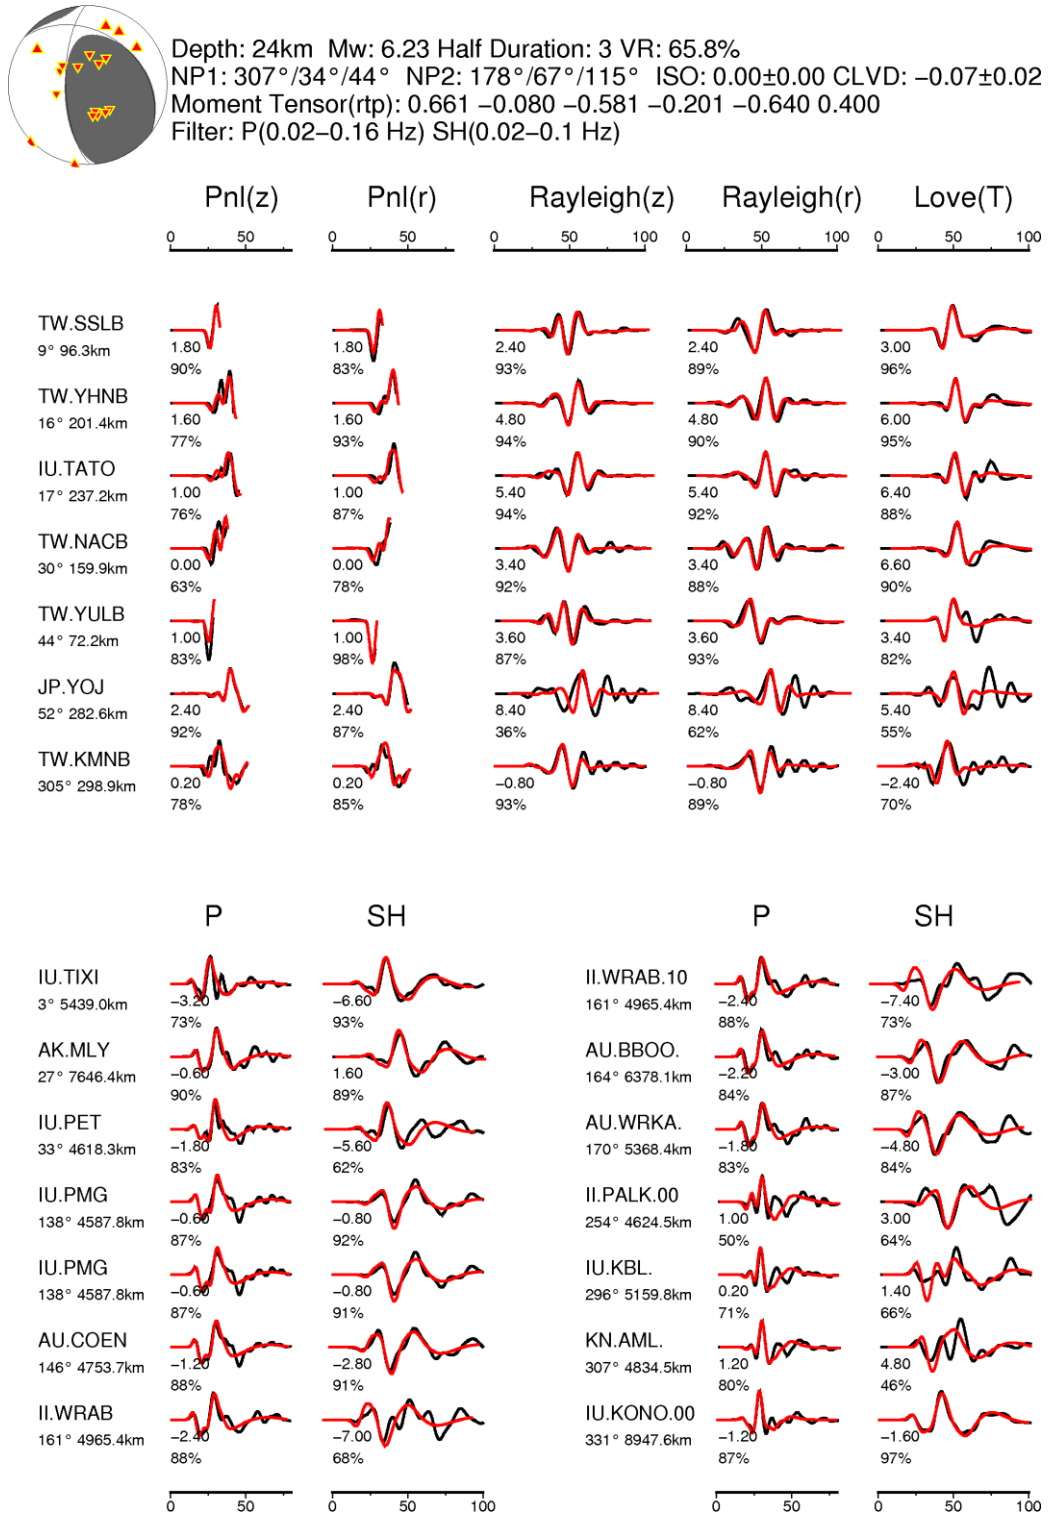 Depth: 24km Mw: 6.23 Half Duration: 3 VR: 65.8%
NP1: 307°/34°/44° NP2: 178°/67°/115° ISO: 0.00±0.00 CLVD: −0.07±0.02
Moment Tensor(rtp): 0.661 −0.080 −0.581 −0.201 −0.640 0.400
Filter: P(0.02−0.16 Hz) SH(0.02−0.1 Hz)
Pnl(z) Pnl(r) Rayleigh(z) Rayleigh(r) Love(T)
0 50 0 50 0 50 100 0 50 100 0 50 100
TW.SSLB
9° 96.3km 1.80 1.80 2.40 2.40 3.00
90% 83% 93% 89% 96%
TW.YHNB
16° 201.4km 1.60 1.60 4.80 4.80 6.00
77% 93% 94% 90% 95%
IU.TATO
17° 237.2km 1.00 1.00 5.40 5.40 6.40
76% 87% 94% 92% 88%
TW.NACB
30° 159.9km 0.00 0.00 3.40 3.40 6.60
63% 78% 92% 88% 90%
TW.YULB
44° 72.2km 1.00 1.00 3.60 3.60 3.40
83% 98% 87% 93% 82%
JP.YOJ
52° 282.6km 2.40 2.40 8.40 8.40 5.40
92% 87% 36% 62% 55%
TW.KMNB
305° 298.9km 0.20 0.20 −0.80 −0.80 −2.40
78% 85% 93% 89% 70%
P SH P SH
IU.TIXI II.WRAB.10
3° 5439.0km −3.20 −6.60 161° 4965.4km −2.40 −7.40
73% 93% 88% 73%
AK.MLY AU.BBOO.
27° 7646.4km −0.60 1.60 164° 6378.1km −2.20 −3.00
90% 89% 84% 87%
IU.PET AU.WRKA.
33° 4618.3km −1.80 −5.60 170° 5368.4km −1.80 −4.80
83% 62% 83% 84%
IU.PMG II.PALK.00
138° 4587.8km −0.60 −0.80 254° 4624.5km 1.00 3.00
87% 92% 50% 64%
IU.PMG IU.KBL.
138° 4587.8km −0.60 −0.80 296° 5159.8km 0.20 1.40
87% 91% 71% 66%
AU.COEN KN.AML.
146° 4753.7km −1.20 −2.80 307° 4834.5km 1.20 4.80
88% 91% 80% 46%
II.WRAB IU.KONO.00
161° 4965.4km −2.40 −7.00 331° 8947.6km −1.20 −1.60
88% 68% 87% 97%
0 50 0 50 100 0 50 0 50 100